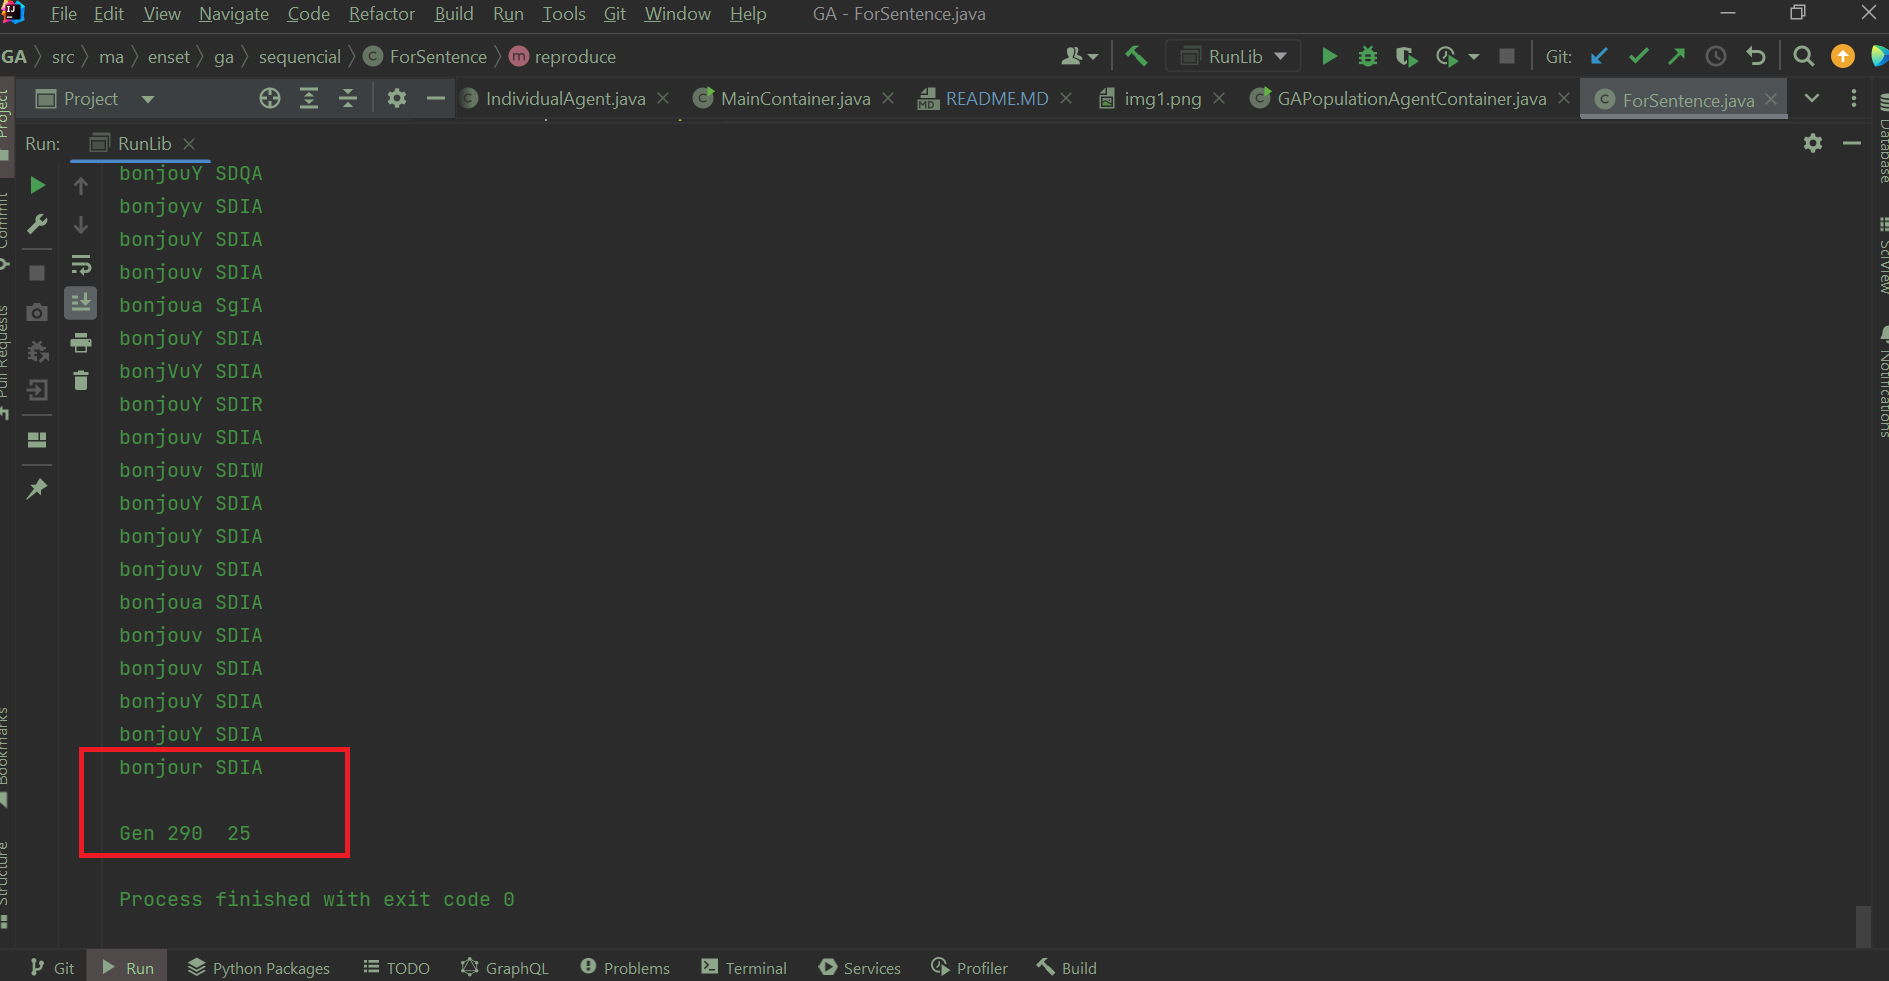 File Edit View Navigate Code Refactor Build Run Tools Git Window Help GA - ForSentence.java
GA src ma enset ga sequencial ForSentence reproduce RunLib Git:
Project IndividualAgent.java MainContainer.java README.MD img1.png GAPopulationAgentContainer.java ForSentence.java
Run: RunLib
bonjouY SDQA
bonjoyv SDIA
bonjouY SDIA
bonjouv SDIA
bonjoua SgIA
bonjouY SDIA
bonjVuY SDIA
bonjouY SDIR
bonjouv SDIA
bonjouv SDIW
bonjouY SDIA
bonjouY SDIA
bonjouv SDIA
bonjoua SDIA
bonjouv SDIA
bonjouv SDIA
bonjouY SDIA
bonjouY SDIA
bonjour SDIA
Gen 290 25
Process finished with exit code 0
Project
Commit
Pull Requests
Bookmarks
Structure
Database
SciView
Notifications
Git Run Python Packages TODO GraphQL Problems Terminal Services Profiler Build